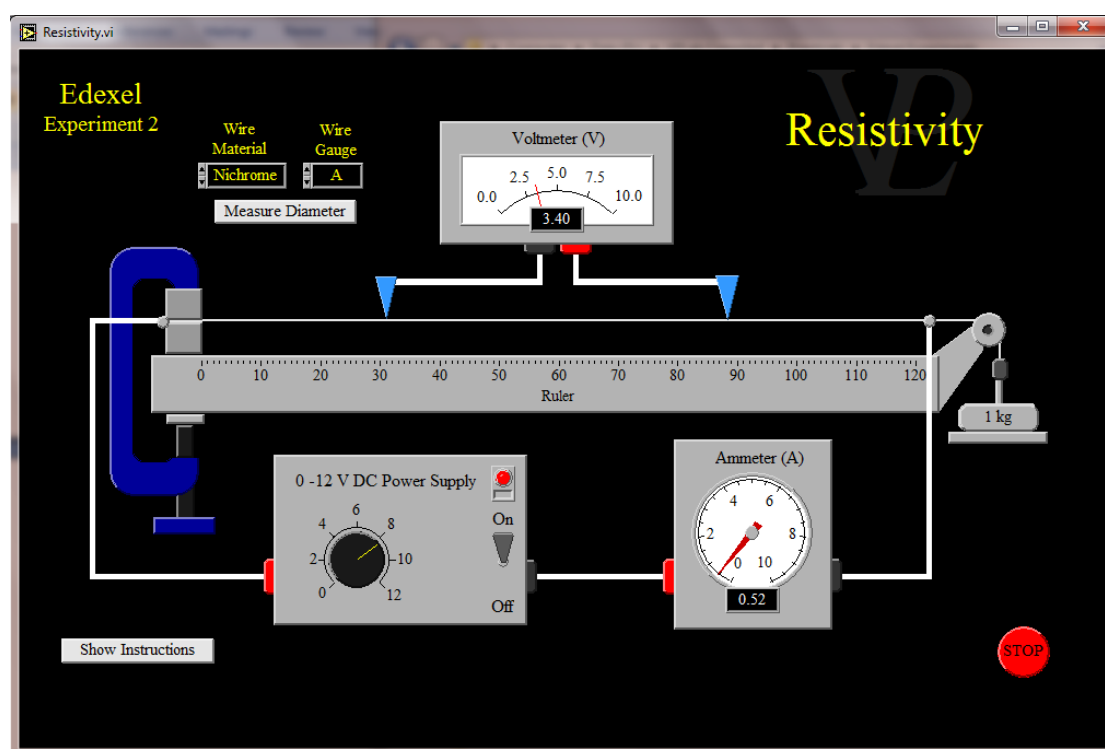 Resistivity.vi
Edexel
Experiment 2
Wire Material
Wire Gauge
Nichrome
A
Measure Diameter
Voltmeter (V)
0.0 2.5 5.0 7.5 10.0
3.40
Resistivity
0 10 20 30 40 50 60 70 80 90 100 110 120
Ruler
1 kg
0 -12 V DC Power Supply
0 2 4 6 8 10 12
On
Off
Ammeter (A)
0 2 4 6 8 10
0.52
Show Instructions
STOP